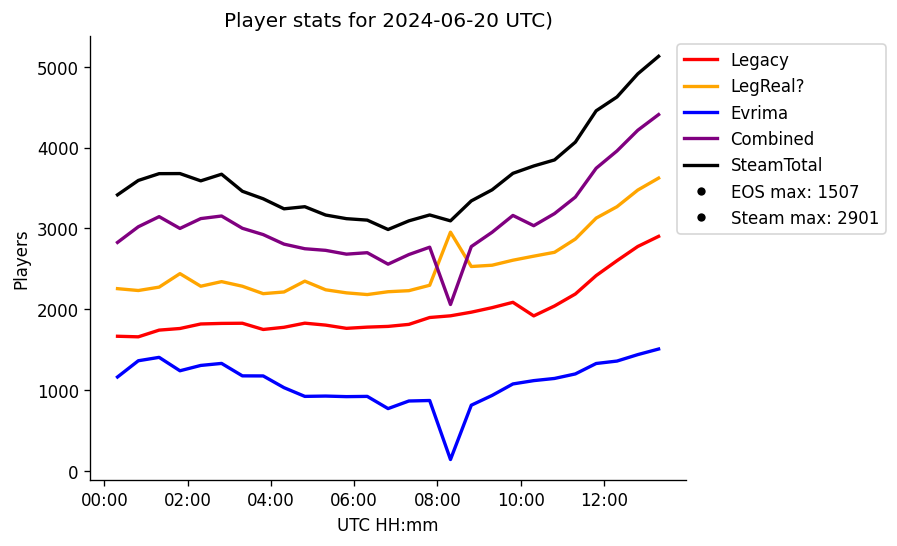 Player stats for 2024-06-20 UTC)
Legacy
LegReal?
Evrima
Combined
SteamTotal
EOS max: 1507
Steam max: 2901
Players
5000
4000
3000
2000
1000
0
00:00 02:00 04:00 06:00 08:00 10:00 12:00
UTC HH:mm